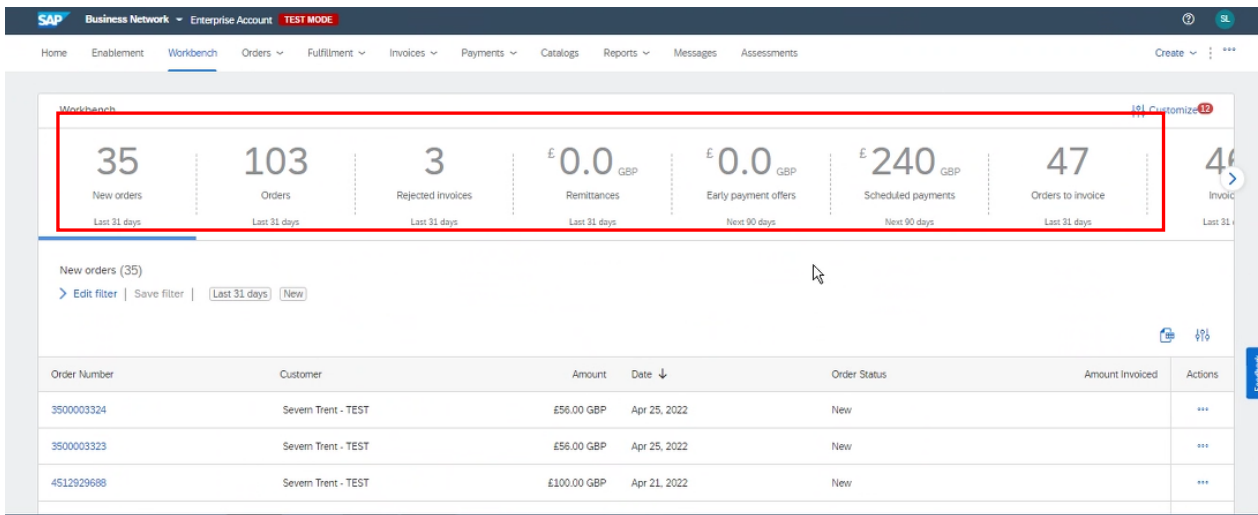 SAP Business Network Enterprise Account TEST MODE SL
Home Enablement Workbench Orders Fulfillment Invoices Payments Catalogs Reports Messages Assessments Create
Workbench Customize 12
35 103 3 £0.0 GBP £0.0 GBP £240 GBP 47
New orders Orders Rejected invoices Remittances Early payment offers Scheduled payments Orders to invoice Invoic
Last 31 days Last 31 days Last 31 days Last 31 days Next 90 days Next 90 days Last 31 days Last 31
New orders (35)
Edit filter | Save filter | Last 31 days New
Order Number Customer Amount Date ↓ Order Status Amount Invoiced Actions
3500003324 Severn Trent - TEST £56.00 GBP Apr 25, 2022 New
3500003323 Severn Trent - TEST £56.00 GBP Apr 25, 2022 New
4512929688 Severn Trent - TEST £100.00 GBP Apr 21, 2022 New